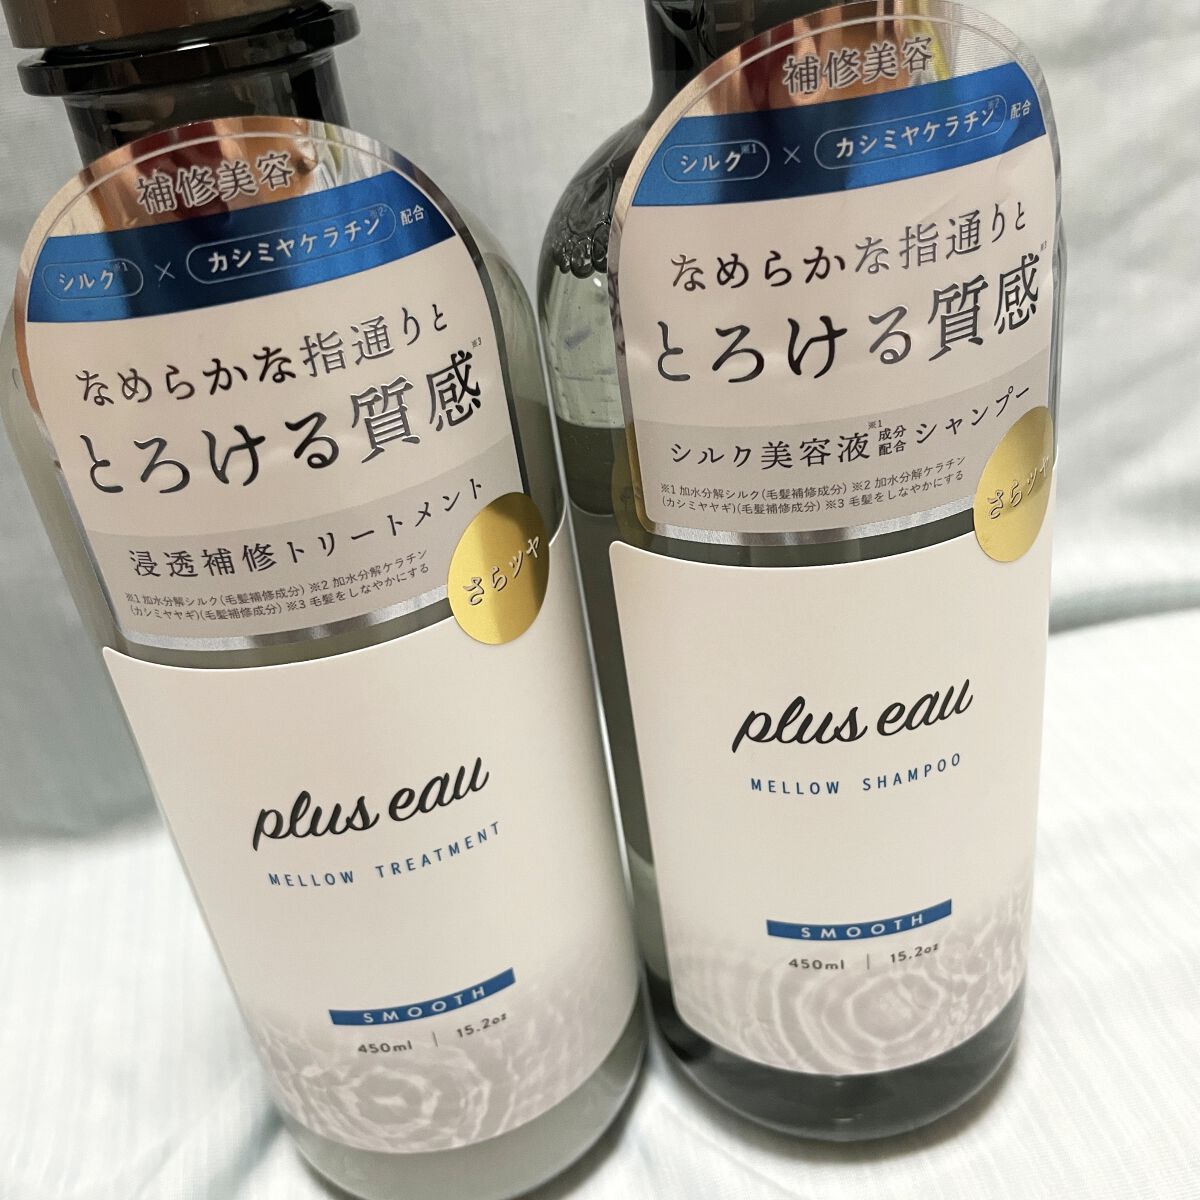 補修美容
シルク※1 × カシミヤケラチン※2 配合
なめらかな指通りと
とろける質感※3
浸透補修トリートメント
※1 加水分解シルク(毛髪補修成分) ※2 加水分解ケラチン
(カシミヤヤギ)(毛髪補修成分) ※3 毛髪をしなやかにする
さらツヤ
plus eau
MELLOW TREATMENT
SMOOTH
450ml | 15.2oz
補修美容
シルク※1 × カシミヤケラチン※2 配合
なめらかな指通りと
とろける質感※3
シルク美容液※1成分配合シャンプー
※1 加水分解シルク(毛髪補修成分) ※2 加水分解ケラチン
(カシミヤヤギ)(毛髪補修成分) ※3 毛髪をしなやかにする
さらツヤ
plus eau
MELLOW SHAMPOO
SMOOTH
450ml | 15.2oz